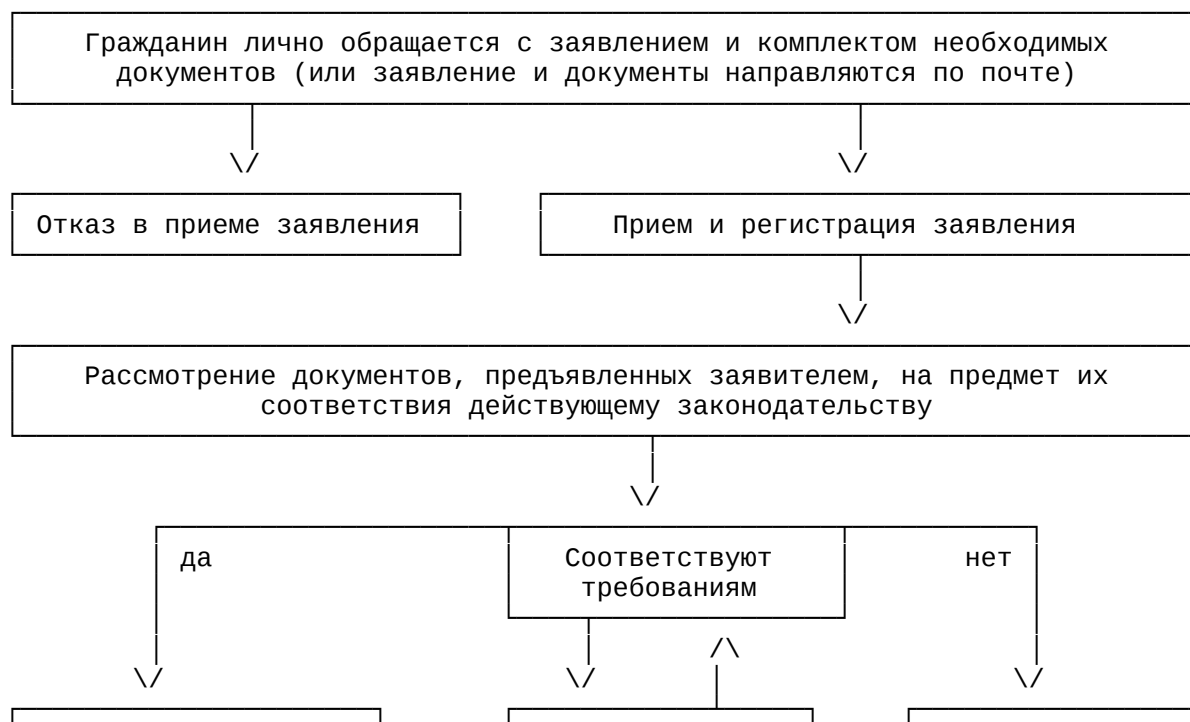 Гражданин лично обращается с заявлением и комплектом необходимых
документов (или заявление и документы направляются по почте)
Отказ в приеме заявления
Прием и регистрация заявления
Рассмотрение документов, предъявленных заявителем, на предмет их
соответствия действующему законодательству
да
Соответствуют
нет
требованиям